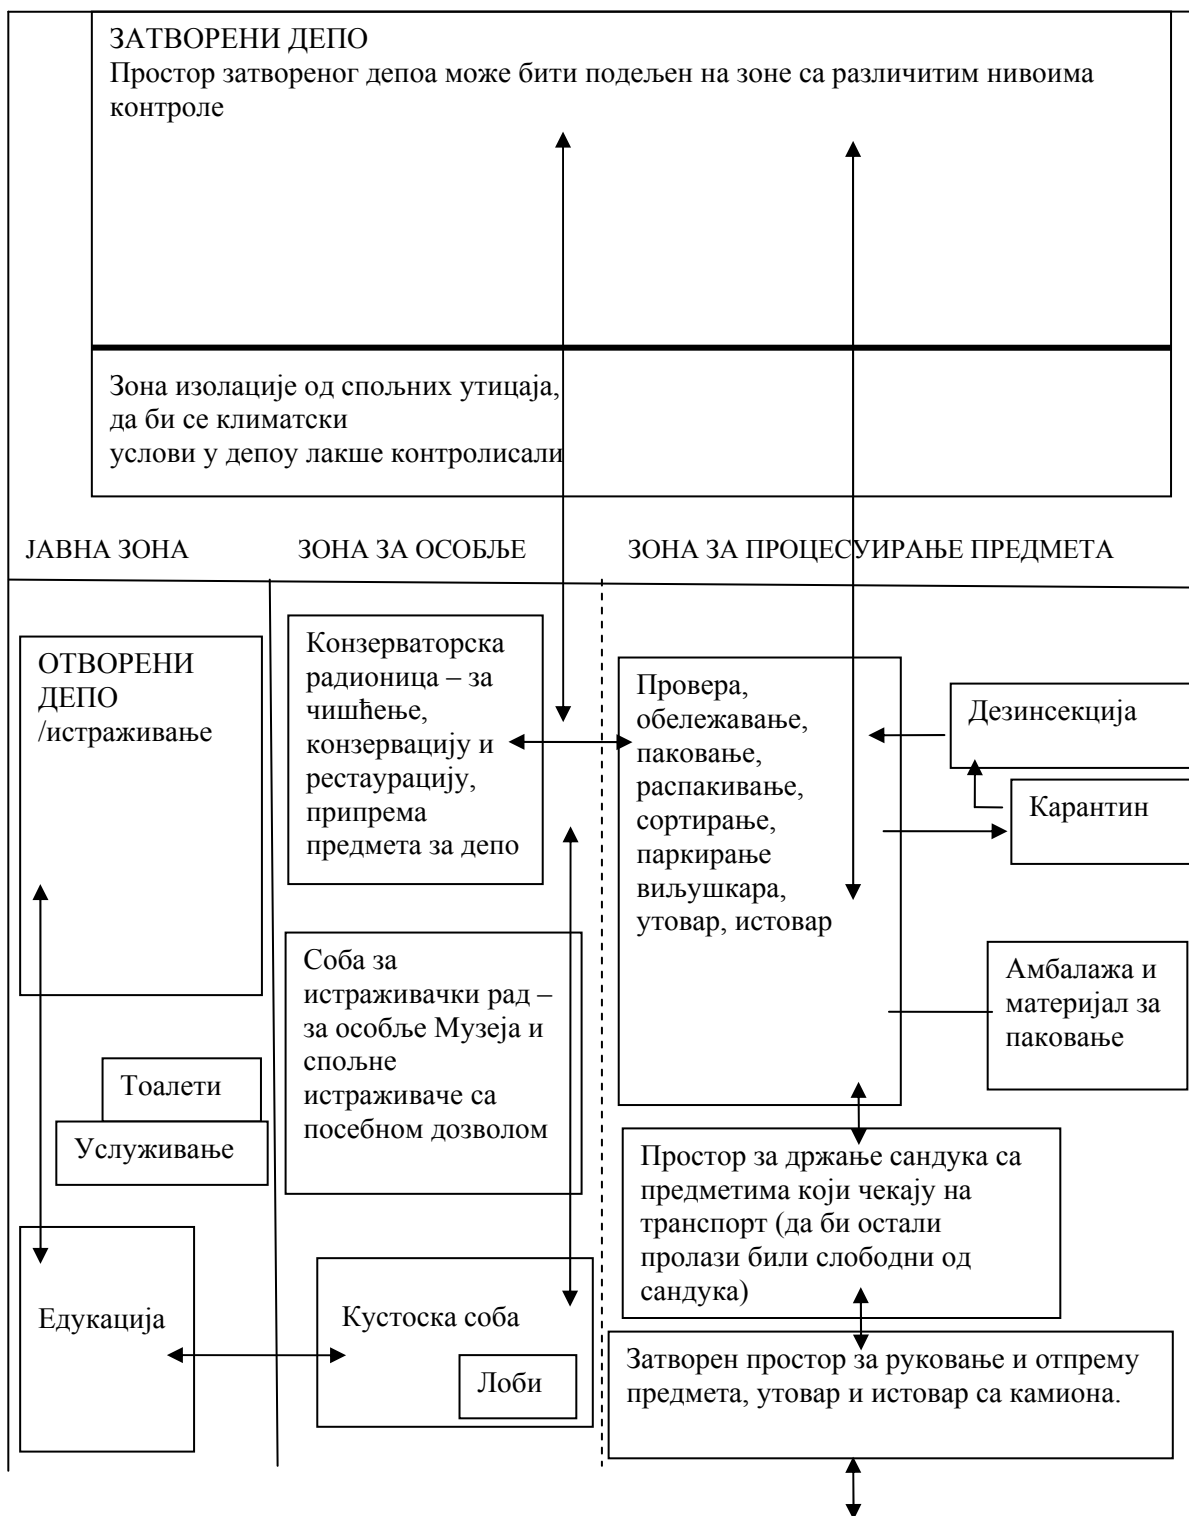 ЗАТВОРЕНИ ДЕПО
Простор затвореног депоа може бити подељен на зоне са различитим нивоима
контроле
Зона изолације од спољних утицаја,
да би се климатски
услови у депоу лакше контролисали
ЈАВНА ЗОНА
ЗОНА ЗА ОСОБЉЕ
ЗОНА ЗА ПРОЦЕСУИРАЊЕ ПРЕДМЕТА
ОТВОРЕНИ
ДЕПО
/истраживање
Тоалети
Услуживање
Едукација
Конзерваторска
радионица – за
чишћење,
конзервацију и
рестаурацију,
припрема
предмета за депо
Соба за
истраживачки рад –
за особље Музеја и
спољне
истраживаче са
посебном дозволом
Кустоска соба
Лоби
Провера,
обележавање,
паковање,
распакивање,
сортирање,
паркирање
виљушкара,
утовар, истовар
Дезинсекција
Карантин
Амбалажа и
материјал за
паковање
Простор за држање сандука са
предметима који чекају на
транспорт (да би остали
пролази били слободни од
сандука)
Затворен простор за руковање и отпрему
предмета, утовар и истовар са камиона.